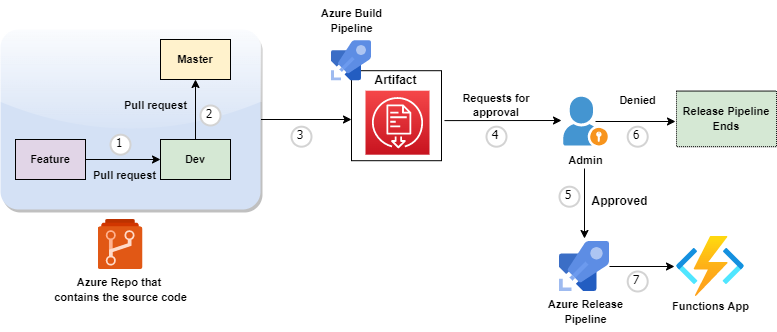 Azure Build
Pipeline
Master
Artifact
Pull request
2
Requests for
approval
Denied
Release Pipeline
Ends
1
3
4
6
Feature
Dev
Pull request
Admin
5
Approved
Azure Repo that
contains the source code
7
Azure Release
Pipeline
Functions App